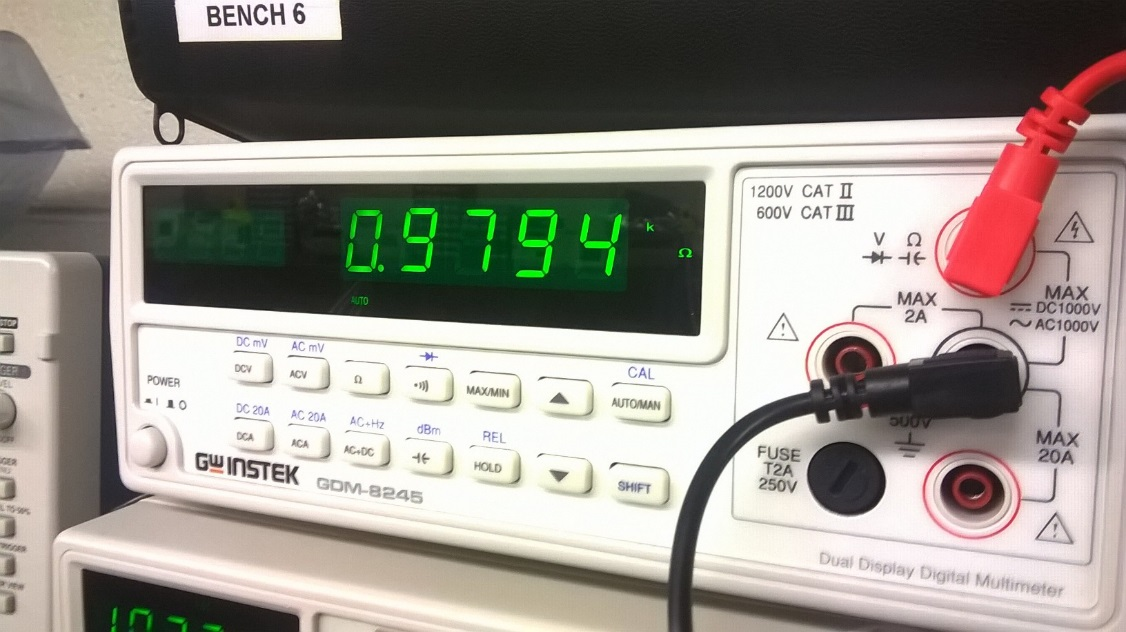 BENCH 6
0.9794 k Ω
AUTO
1200V CAT II
600V CAT III
V Ω
MAX
2A
MAX
DC1000V
AC1000V
500V
MAX
20A
FUSE
T2A
250V
POWER
I O
DC mV AC mV
DCV ACV Ω MAX/MIN
CAL
AUTO/MAN
DC 20A AC 20A AC+Hz dBm REL
DCA ACA AC+DC HOLD SHIFT
GW INSTEK GDM-8245
Dual Display Digital Multimeter